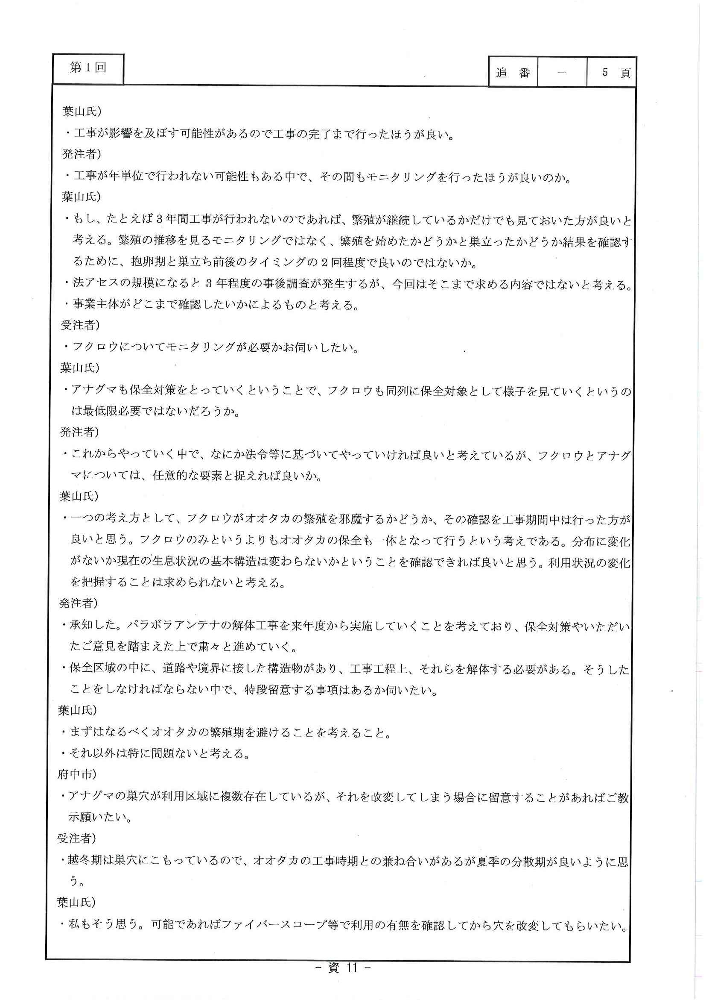 第1回
追 番 － 5 頁
葉山氏）
・工事が影響を及ぼす可能性があるので工事の完了まで行ったほうが良い。
発注者）
・工事が年単位で行われない可能性もある中で、その間もモニタリングを行ったほうが良いのか。
葉山氏）
・もし、たとえば3年間工事が行われないのであれば、繁殖が継続しているかだけでも見ておいた方が良いと
考える。繁殖の推移を見るモニタリングではなく、繁殖を始めたかどうかと巣立ったかどうか結果を確認す
るために、抱卵期と巣立ち前後のタイミングの2回程度で良いのではないか。
・法アセスの規模になると3年程度の事後調査が発生するが、今回はそこまで求める内容ではないと考える。
・事業主体がどこまで確認したいかによるものと考える。
受注者）
・フクロウについてモニタリングが必要かお伺いしたい。
葉山氏）
・アナグマも保全対策をとっていくということで、フクロウも同列に保全対象として様子を見ていくというの
は最低限必要ではないだろうか。
発注者）
・これからやっていく中で、なにか法令等に基づいてやっていければ良いと考えているが、フクロウとアナグ
マについては、任意的な要素と捉えれば良いか。
葉山氏）
・一つの考え方として、フクロウがオオタカの繁殖を邪魔するかどうか、その確認を工事期間中は行った方が
良いと思う。フクロウのみというよりもオオタカの保全も一体となって行うという考えである。分布に変化
がないか現在の生息状況の基本構造は変わらないかということを確認できれば良いと思う。利用状況の変化
を把握することは求められないと考える。
発注者）
・承知した。パラボラアンテナの解体工事を来年度から実施していくことを考えており、保全対策やいただい
たご意見を踏まえた上で粛々と進めていく。
・保全区域の中に、道路や境界に接した構造物があり、工事工程上、それらを解体する必要がある。そうした
ことをしなければならない中で、特段留意する事項はあるか伺いたい。
葉山氏）
・まずはなるべくオオタカの繁殖期を避けることを考えること。
・それ以外は特に問題ないと考える。
府中市）
・アナグマの巣穴が利用区域に複数存在しているが、それを改変してしまう場合に留意することがあればご教
示願いたい。
受注者）
・越冬期は巣穴にこもっているので、オオタカの工事時期との兼ね合いがあるが夏季の分散期が良いように思
う。
葉山氏）
・私もそう思う。可能であればファイバースコープ等で利用の有無を確認してから穴を改変してもらいたい。
- 資 11 -